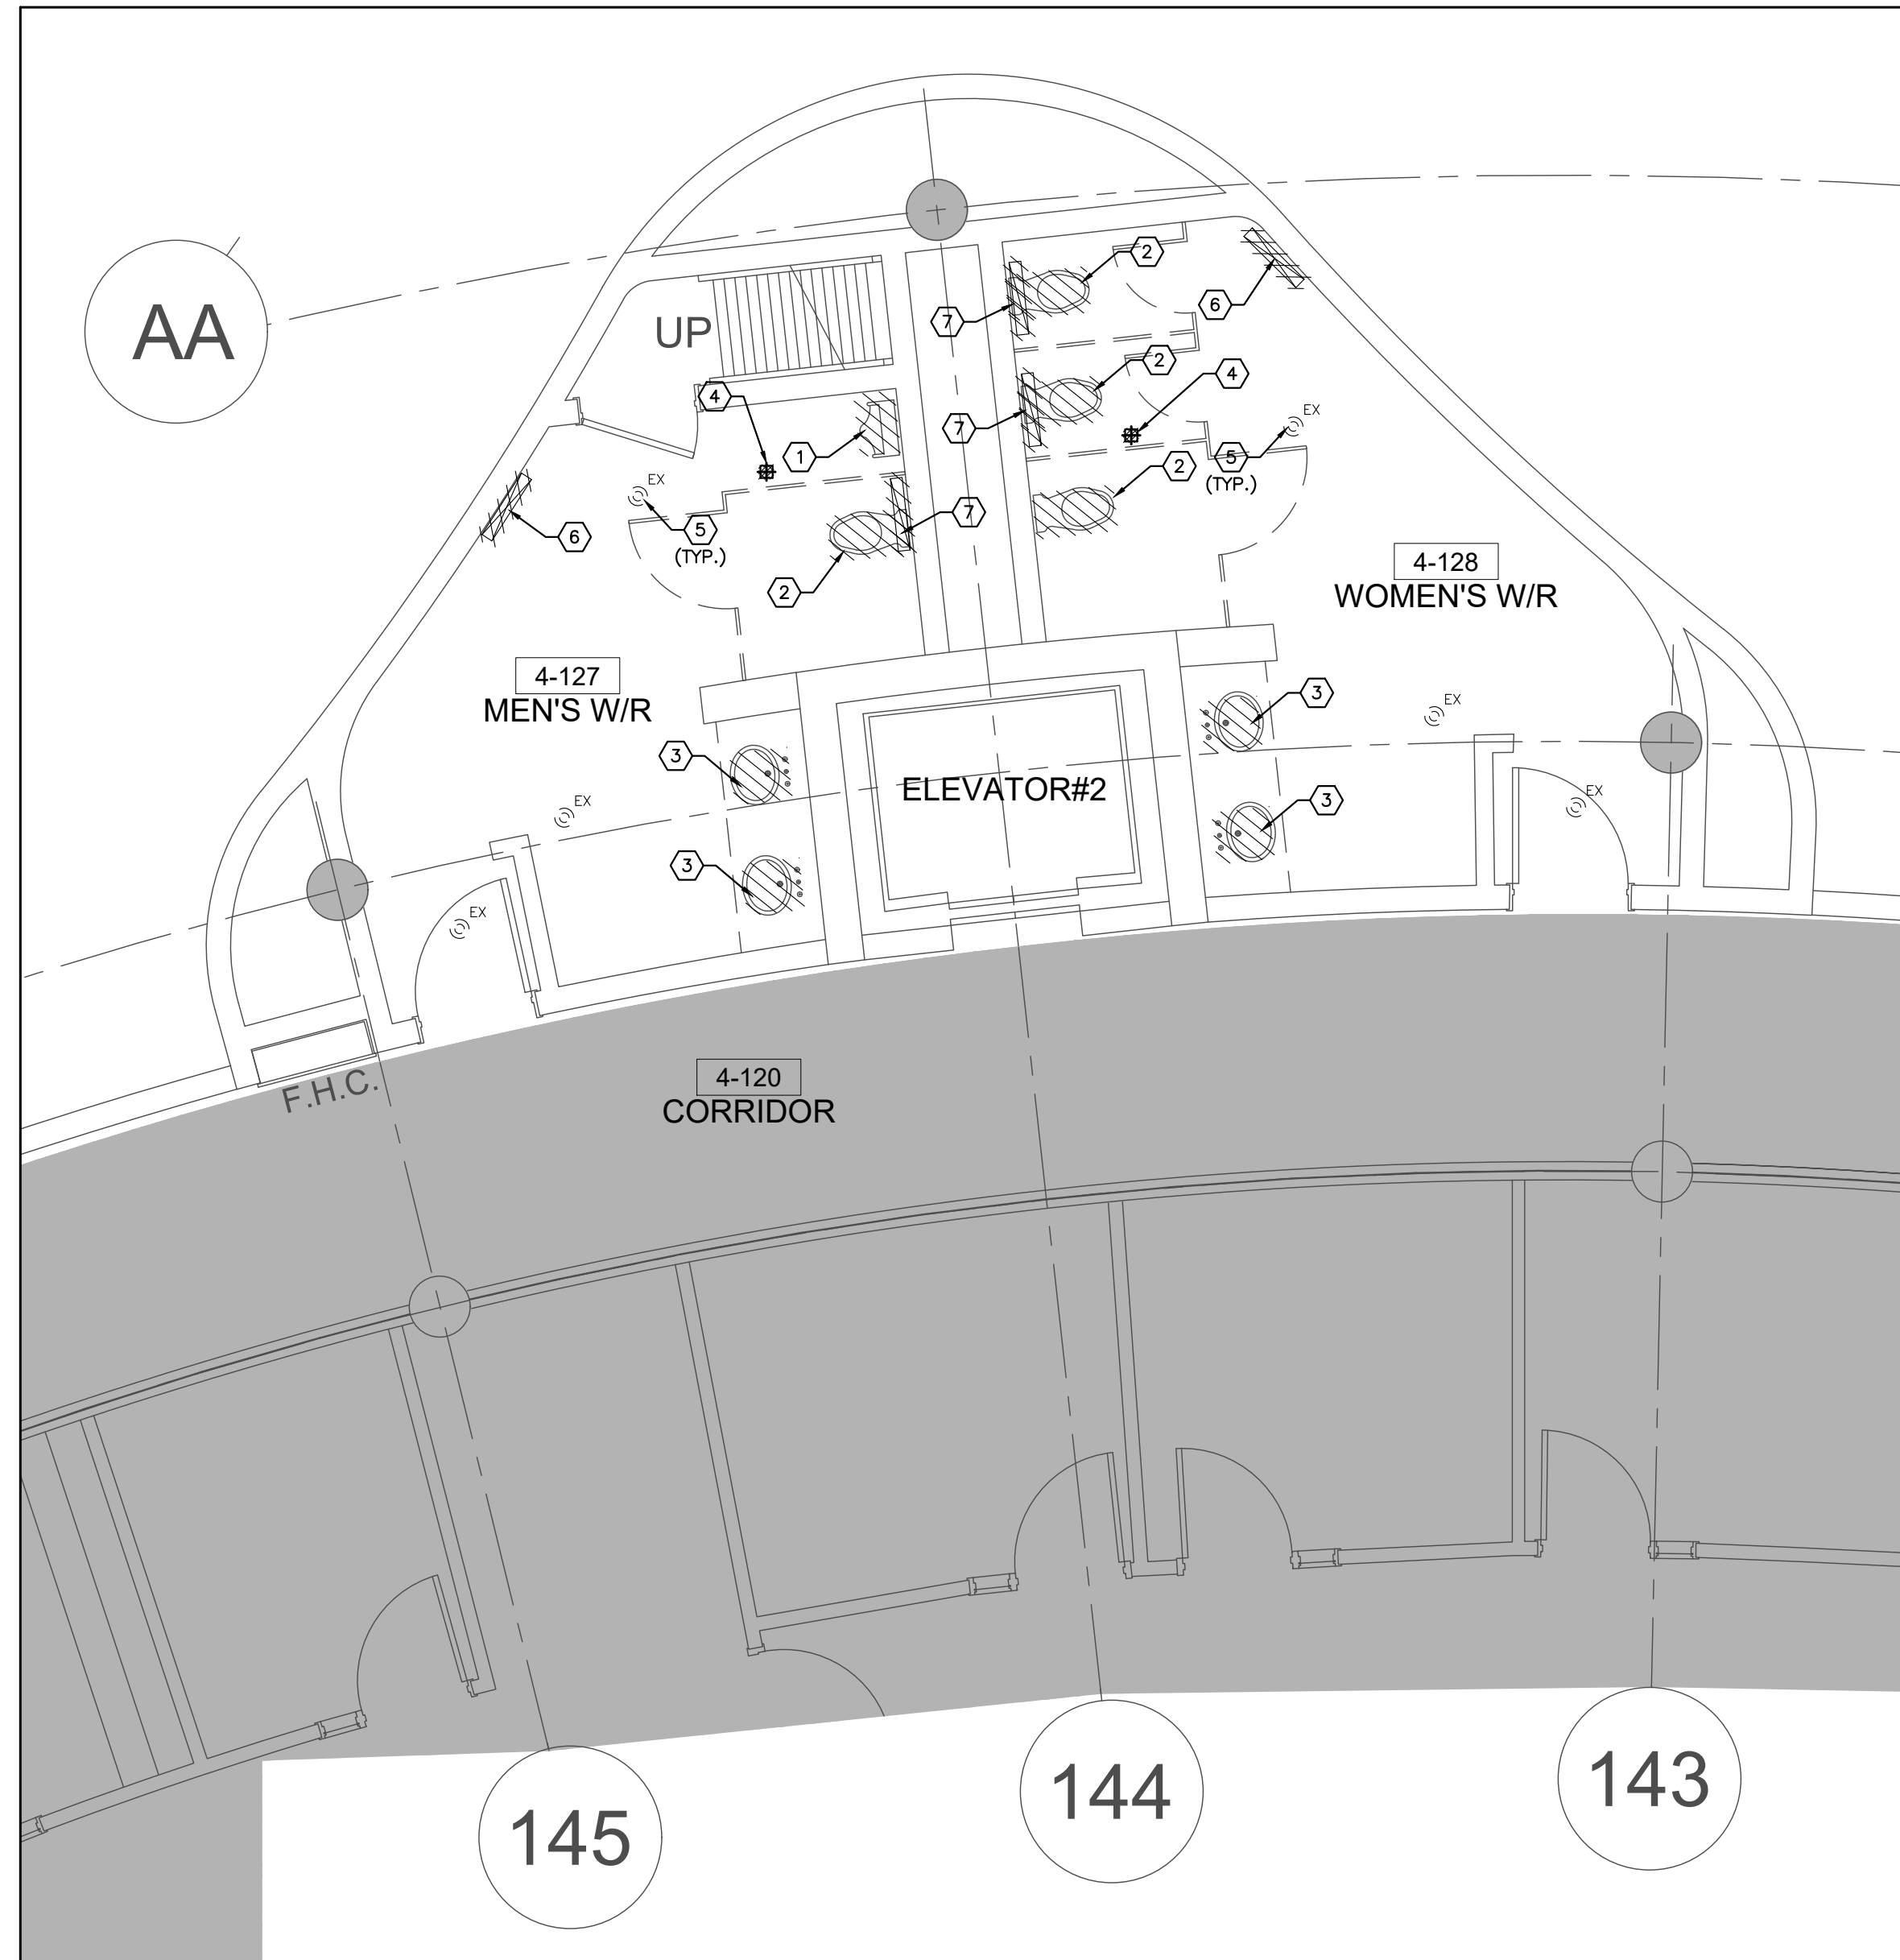 AA
UP
2
7
6
2
4
4
7
1
EX
2
5
(TYP.)
EX
5
(TYP.)
7
6
2
4-128
WOMEN'S W/R
4-127
MEN'S W/R
3
EX
3
ELEVATOR#2
EX
EX
3
3
EX
F.H.C.
4-120
CORRIDOR
145
144
143